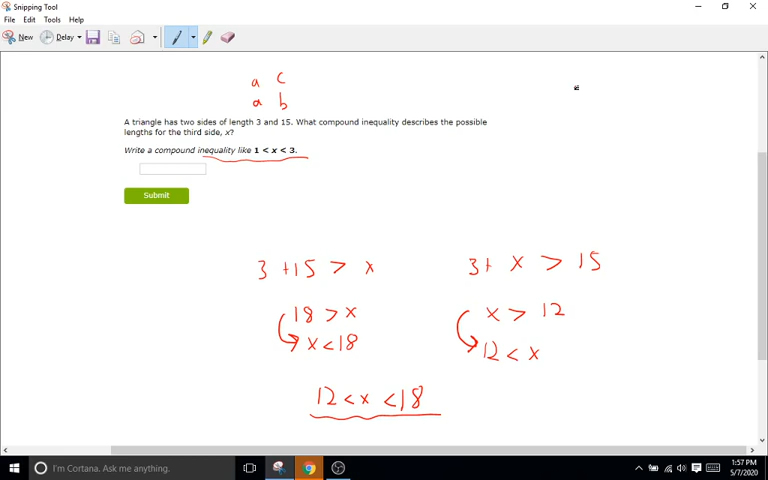 Snipping Tool
File Edit Tools Help
New Delay
a c
a b
A triangle has two sides of length 3 and 15. What compound inequality describes the possible
lengths for the third side, x?
Write a compound inequality like 1 < x < 3.
Submit
3 + 15 > x 3 + x > 15
18 > x x > 12
x < 18 12 < x
12 < x < 18
I'm Cortana. Ask me anything.
1:57 PM
5/7/2020